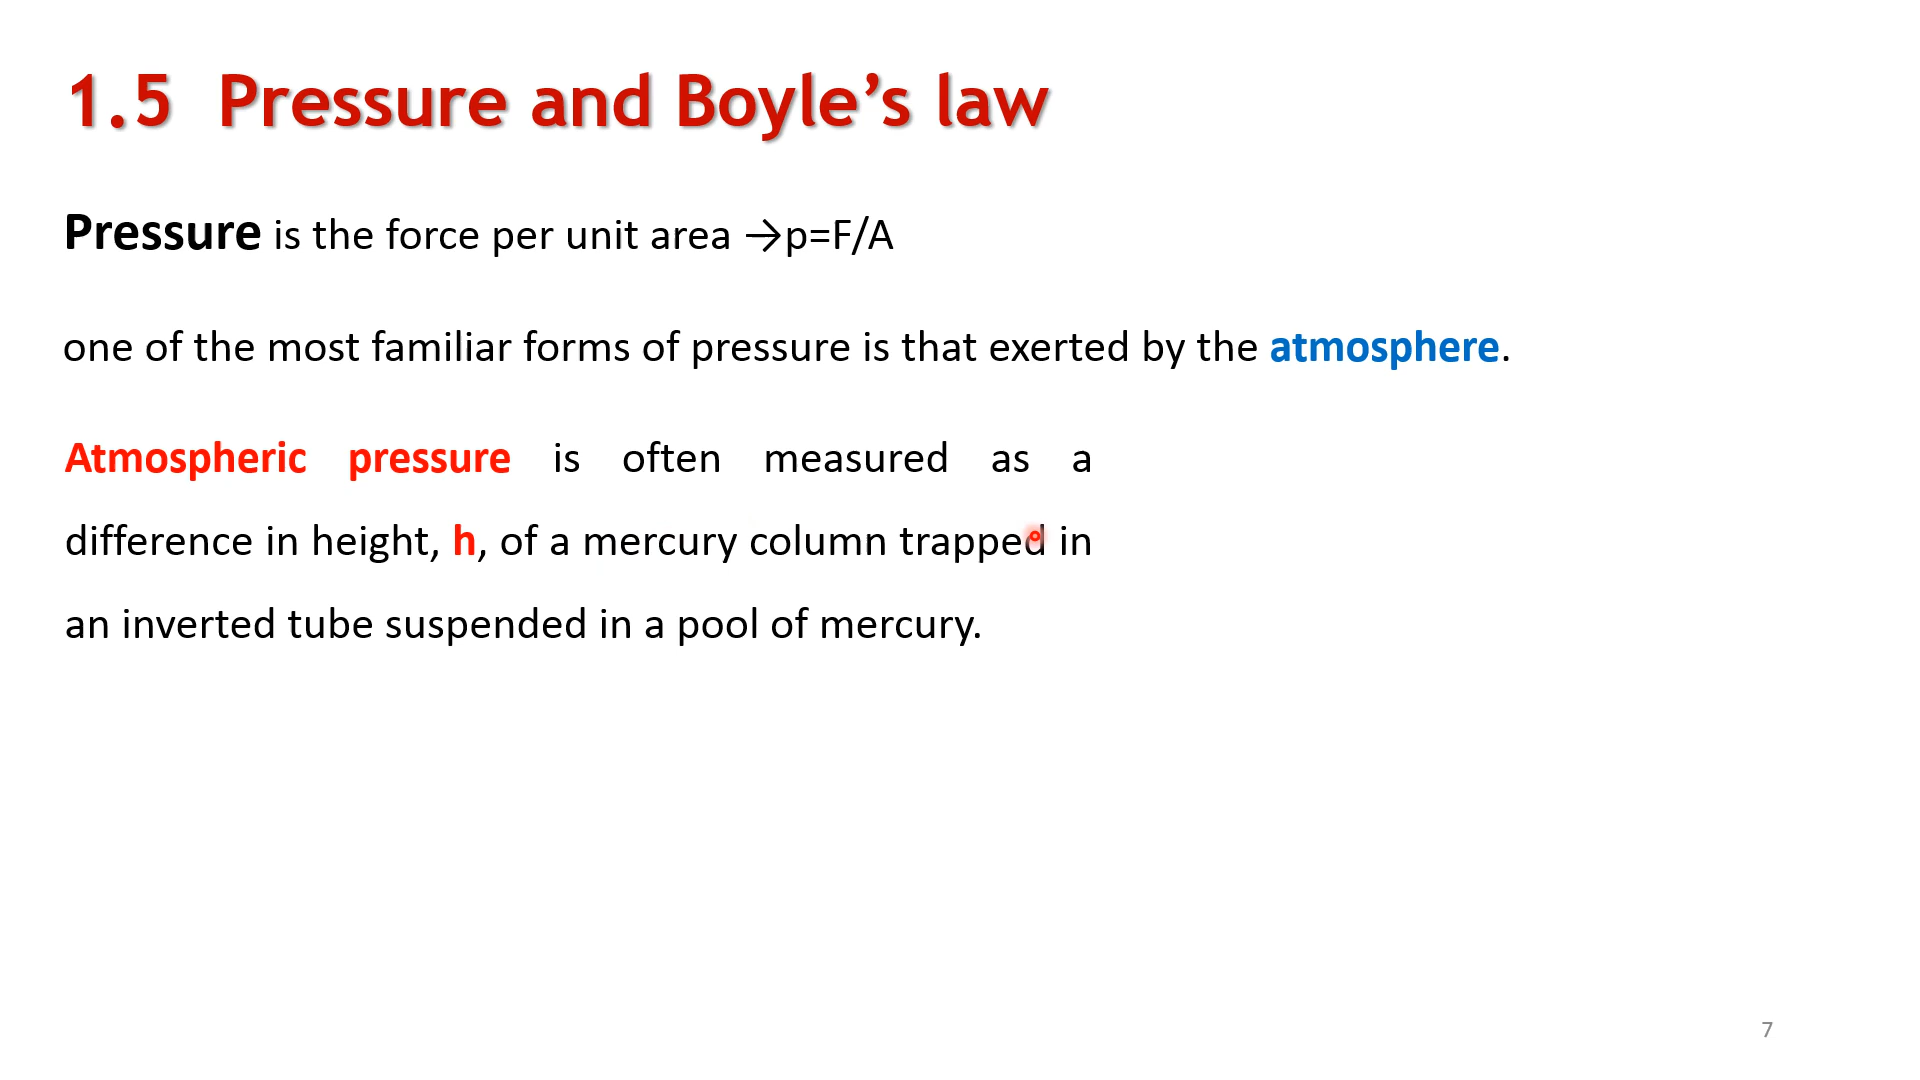 1.5 Pressure and Boyle’s law
Pressure is the force per unit area →p=F/A
one of the most familiar forms of pressure is that exerted by the atmosphere.
Atmospheric pressure is often measured as a
difference in height, h, of a mercury column trapped in
an inverted tube suspended in a pool of mercury.
7